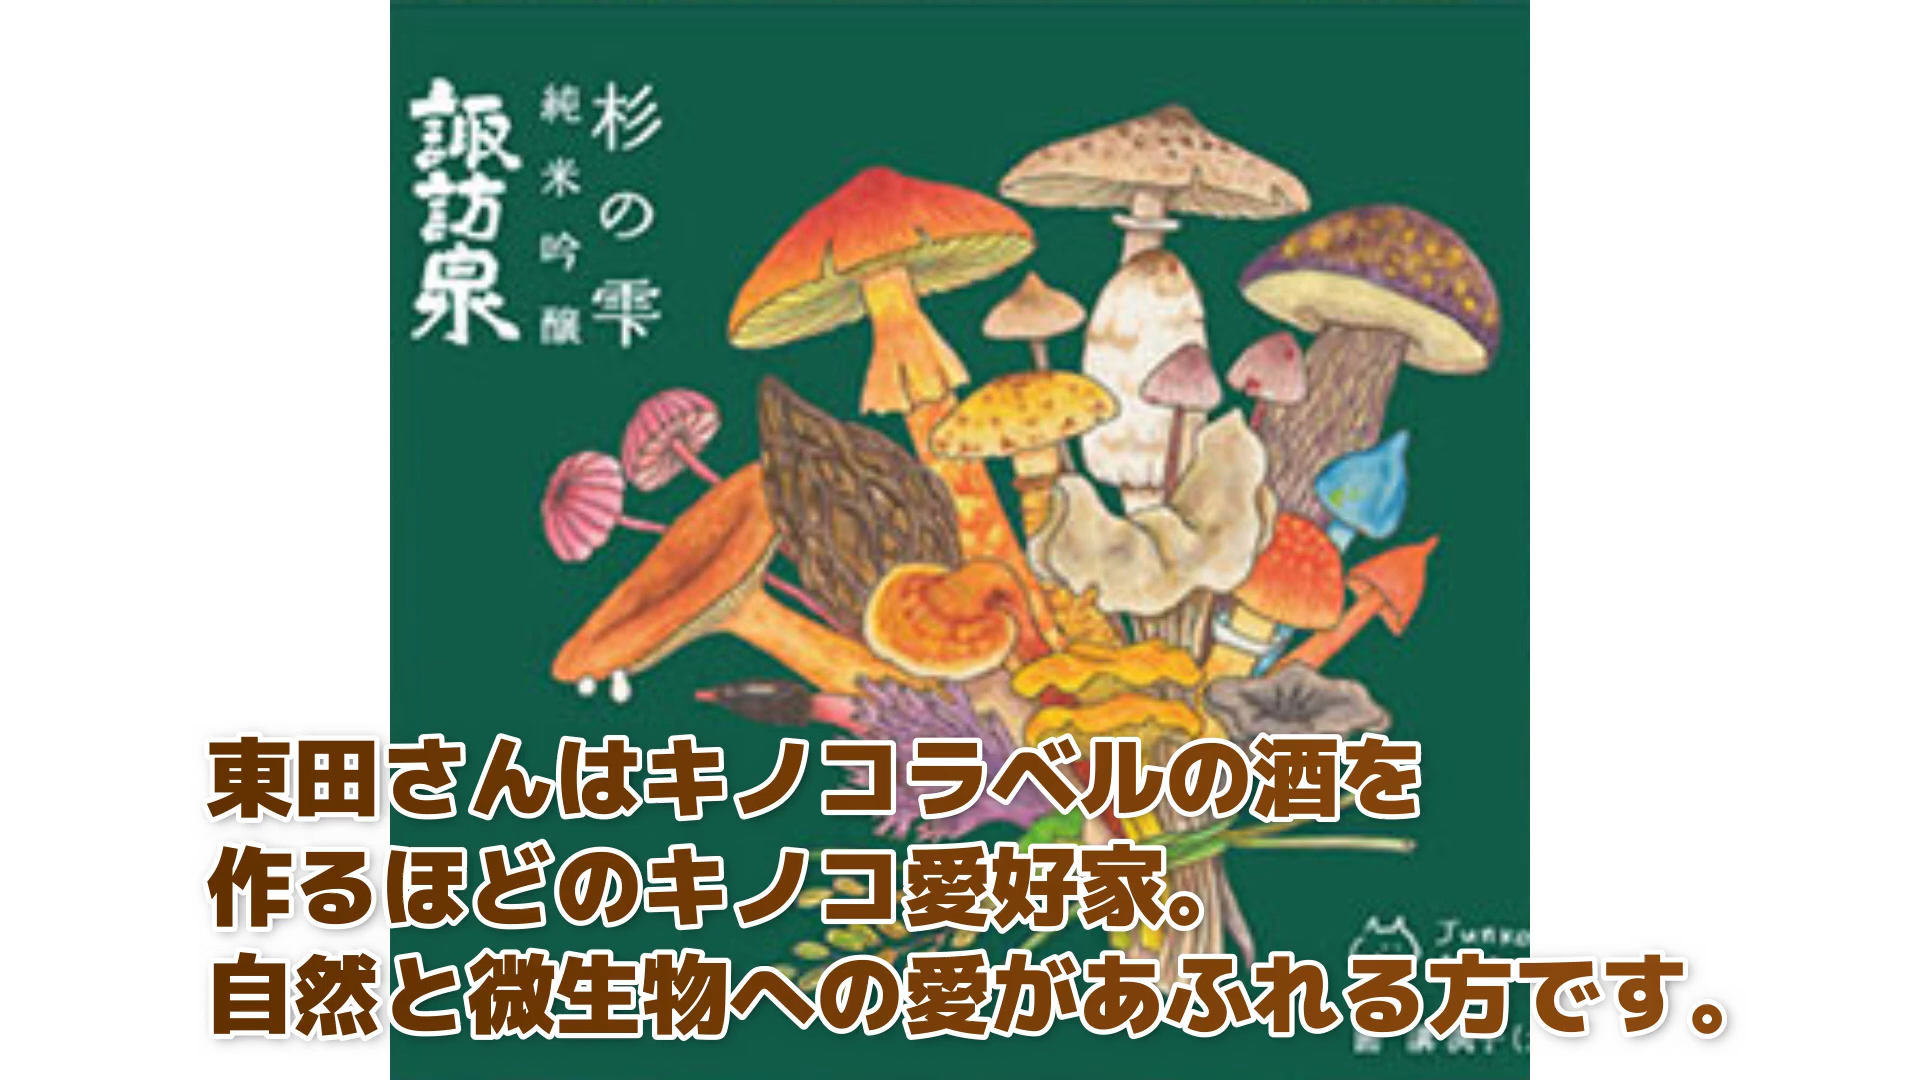 杉の雫
純米吟醸
諏訪泉
東田さんはキノコラベルの酒を
作るほどのキノコ愛好家。
自然と微生物への愛があふれる方です。